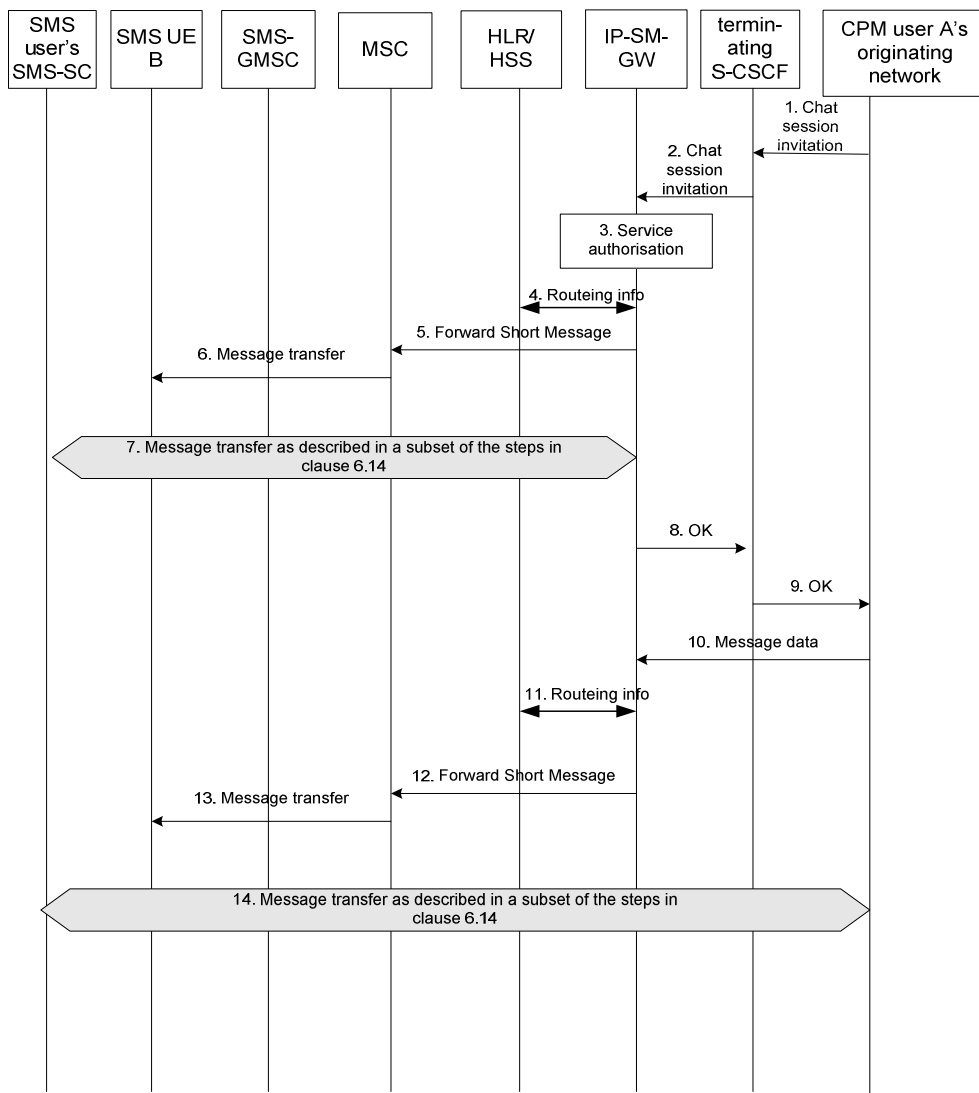 SMS
user's
SMS-SC
SMS UE
B
SMS-
GMSC
MSC
HLR/
HSS
IP-SM-
GW
termin-
ating
S-CSCF
CPM user A's
originating
network
1. Chat
session
invitation
2. Chat
session
invitation
3. Service
authorisation
4. Routeing info
5. Forward Short Message
6. Message transfer
7. Message transfer as described in a subset of the steps in
clause 6.14
8. OK
9. OK
10. Message data
11. Routeing info
12. Forward Short Message
13. Message transfer
14. Message transfer as described in a subset of the steps in
clause 6.14